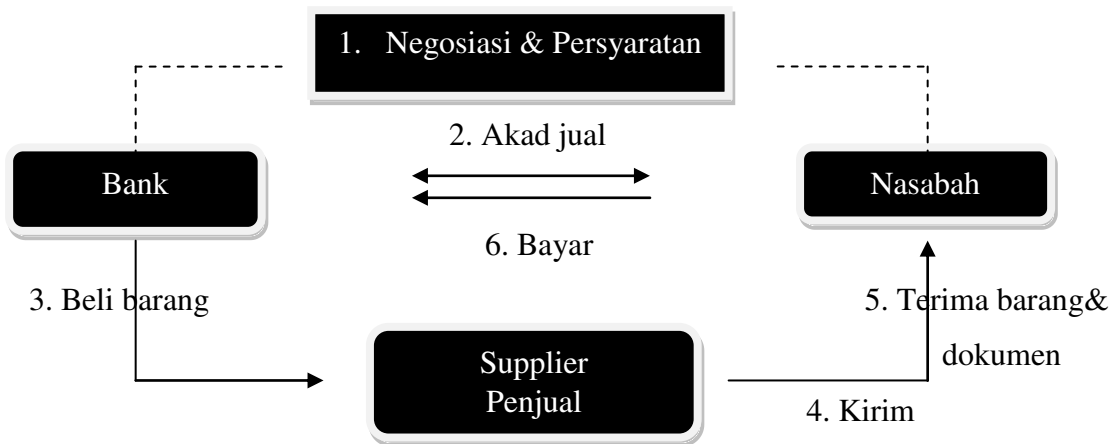 1. Negosiasi & Persyaratan
2. Akad jual
Bank
Nasabah
6. Bayar
3. Beli barang
5. Terima barang&
dokumen
Supplier
Penjual
4. Kirim